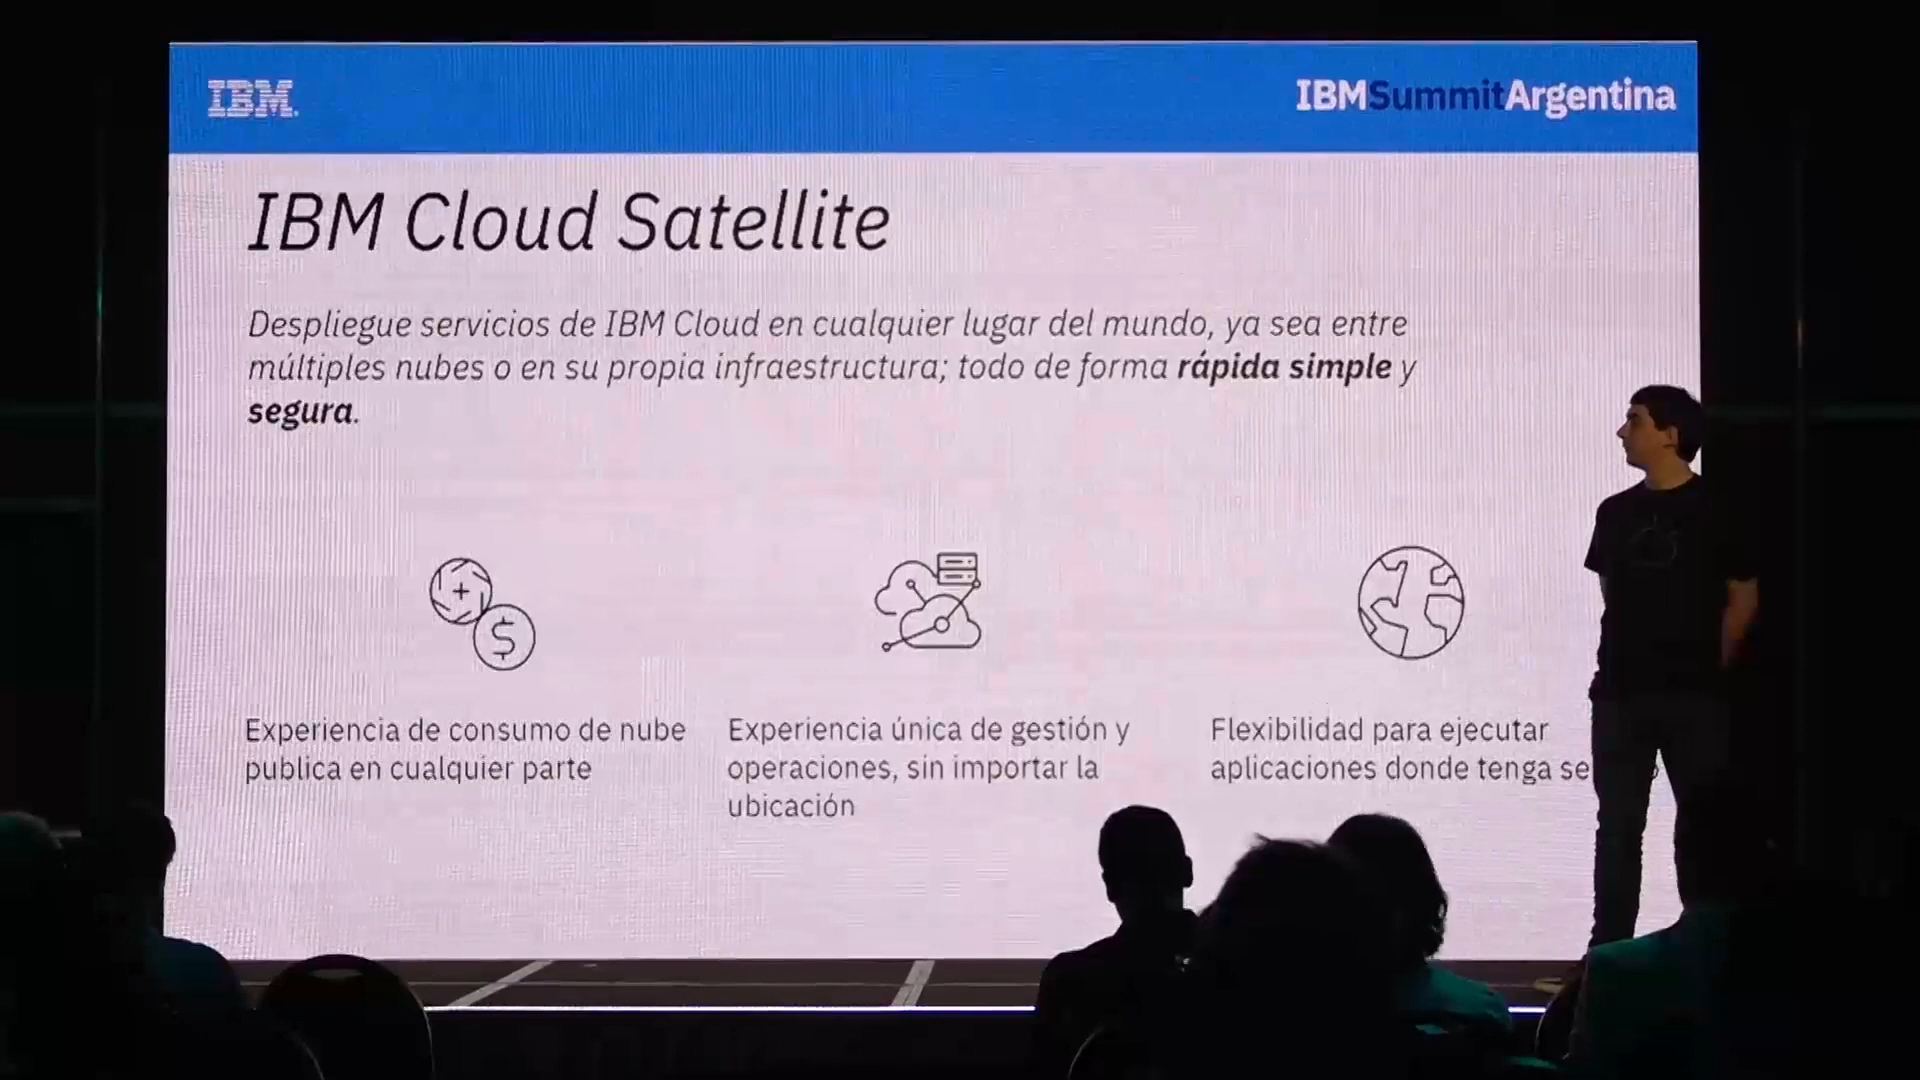 IBM
IBMSummitArgentina
IBM Cloud Satellite
Despliegue servicios de IBM Cloud en cualquier lugar del mundo, ya sea entre
múltiples nubes o en su propia infraestructura; todo de forma rápida simple y
segura.
Experiencia de consumo de nube
publica en cualquier parte
Experiencia única de gestión y
operaciones, sin importar la
ubicación
Flexibilidad para ejecutar
aplicaciones donde tenga